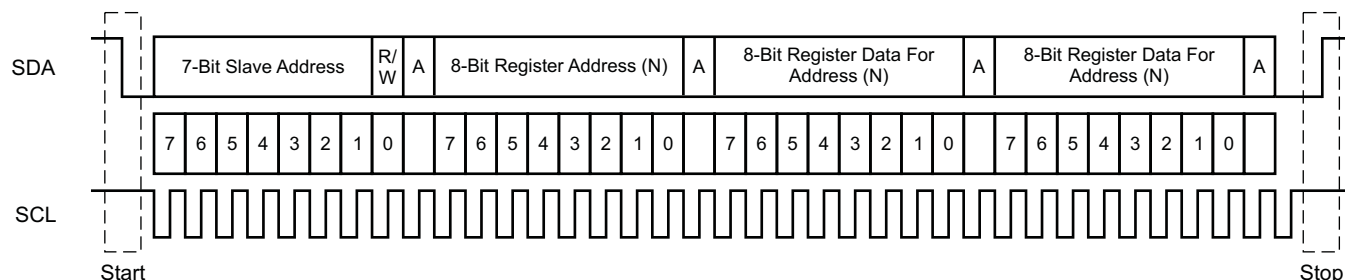 SDA
7-Bit Slave Address
R/
W
A
8-Bit Register Address (N)
A
8-Bit Register Data For
Address (N)
A
8-Bit Register Data For
Address (N)
A
7 6 5 4 3 2 1 0 7 6 5 4 3 2 1 0 7 6 5 4 3 2 1 0 7 6 5 4 3 2 1 0
SCL
Start Stop